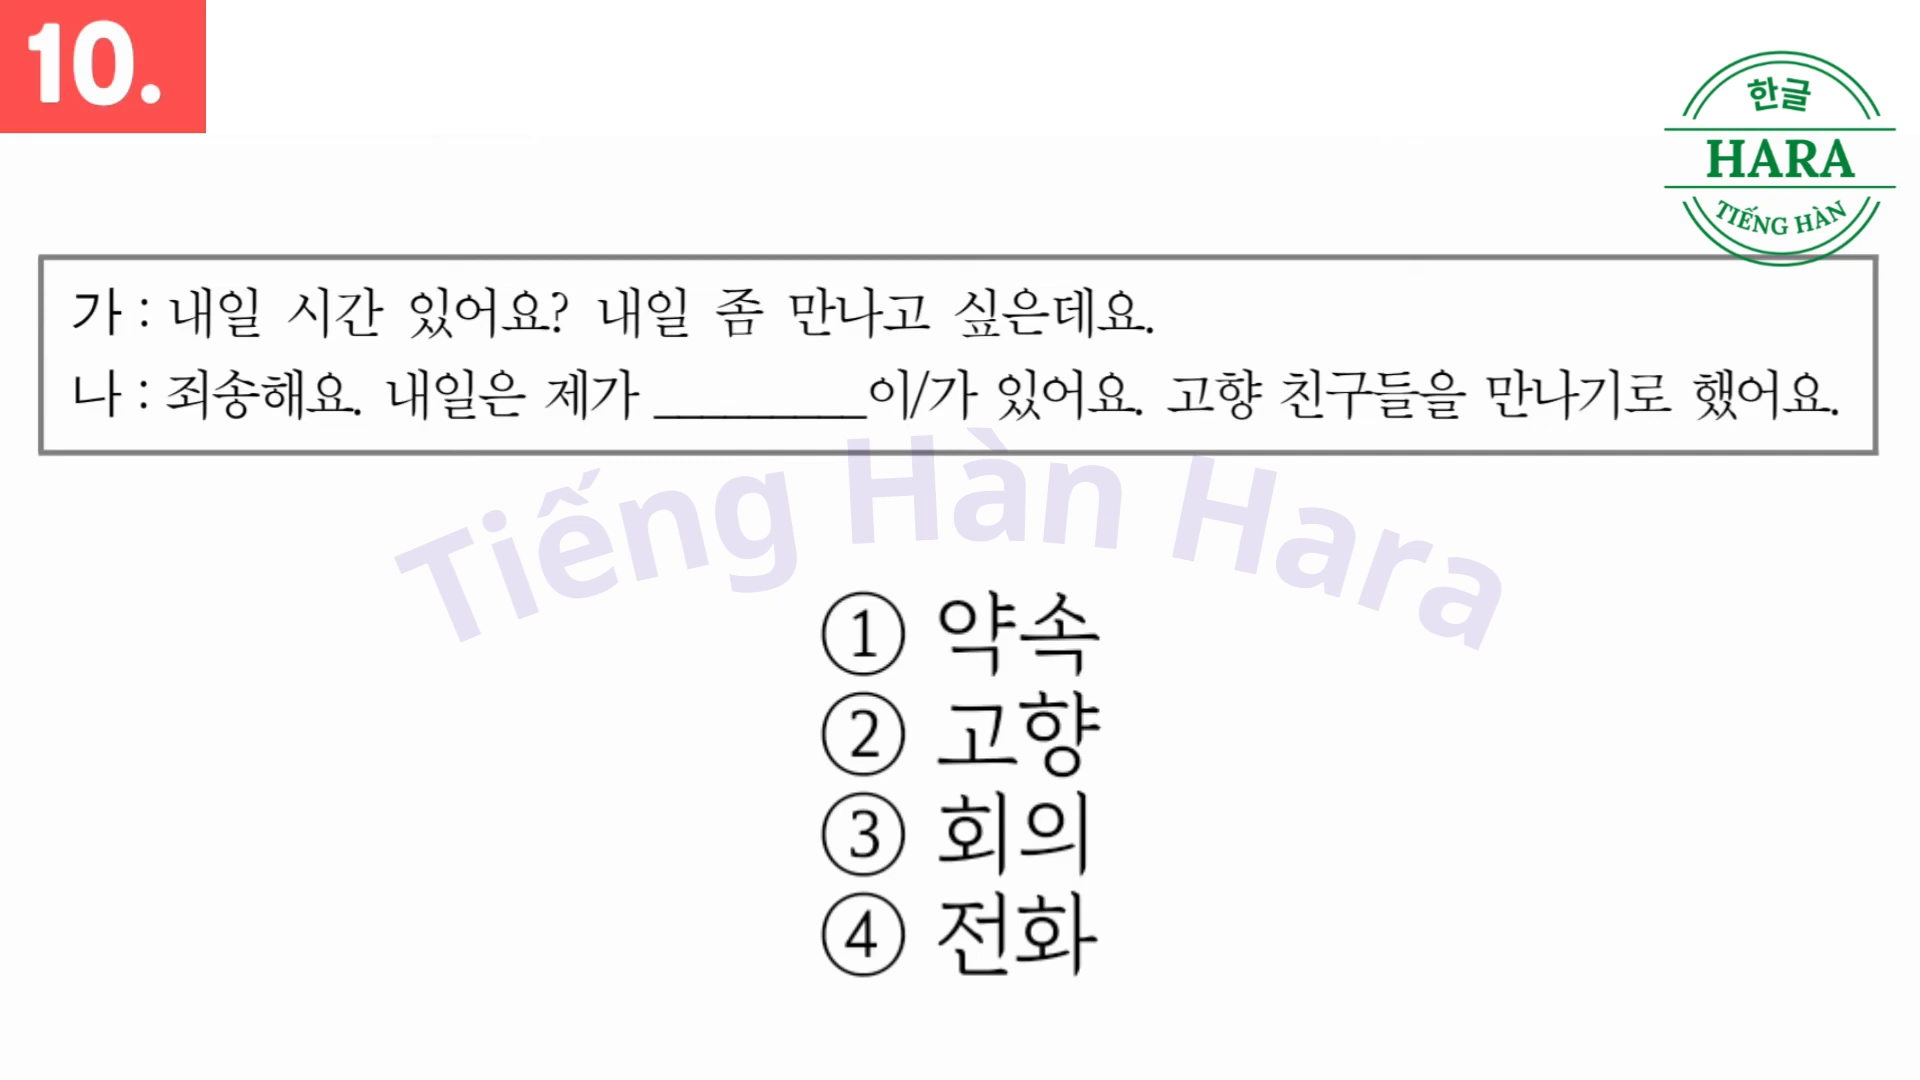 10.
한글
HARA
TIẾNG HÀN
가 : 내일 시간 있어요? 내일 좀 만나고 싶은데요.
나 : 죄송해요. 내일은 제가 _________이/가 있어요. 고향 친구들을 만나기로 했어요.
Tiếng Hàn Hara
① 약속
② 고향
③ 회의
④ 전화